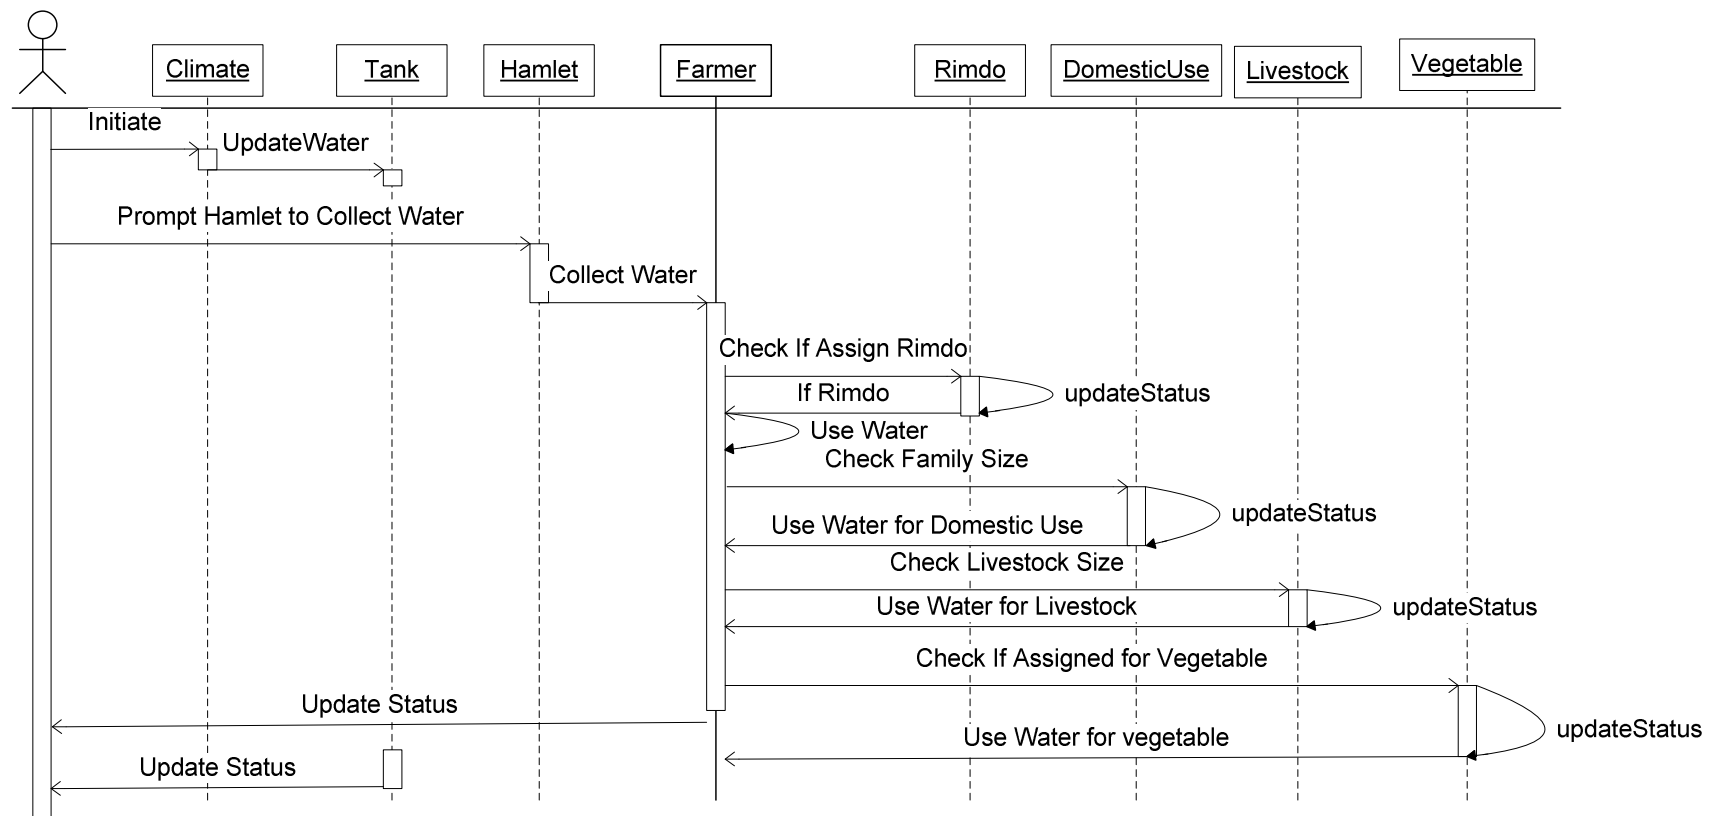 Climate
Tank
Hamlet
Farmer
Rimdo
DomesticUse
Livestock
Vegetable
Initiate
UpdateWater
Prompt Hamlet to Collect Water
Collect Water
Check If Assign Rimdo
If Rimdo
updateStatus
Use Water
Check Family Size
updateStatus
Use Water for Domestic Use
Check Livestock Size
Use Water for Livestock
updateStatus
Check If Assigned for Vegetable
Update Status
updateStatus
Use Water for vegetable
Update Status